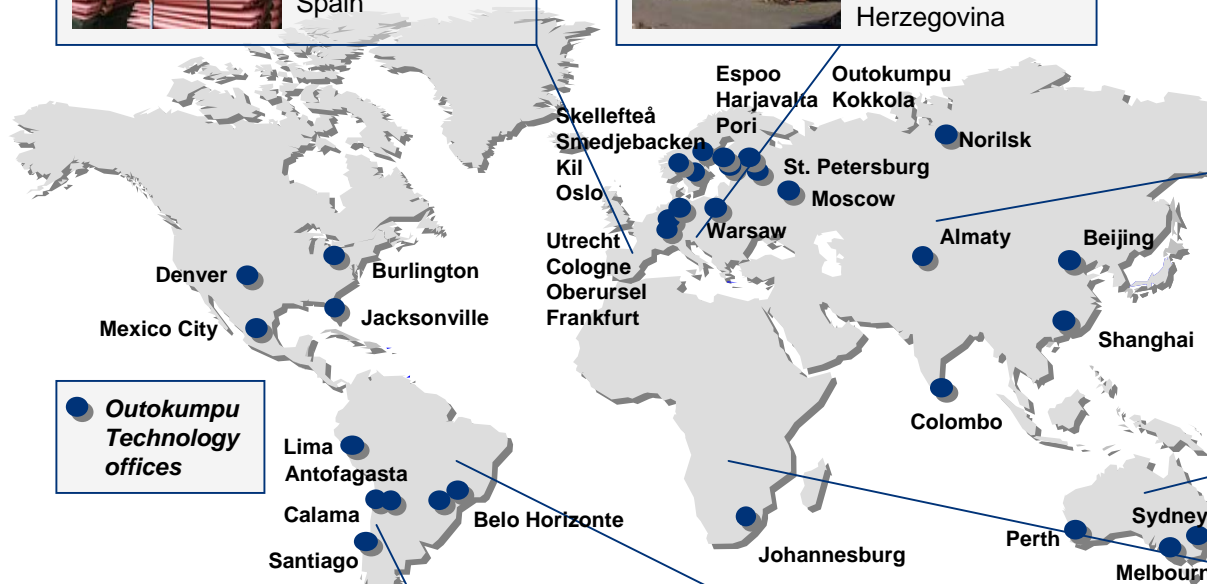 Spain
Herzegovina
Espoo
Harjavalta
Pori
Outokumpu
Kokkola
Skellefteå
Smedjebacken
Kil
Oslo
Norilsk
St. Petersburg
Moscow
Warsaw
Utrecht
Cologne
Oberursel
Frankfurt
Almaty
Beijing
Denver
Burlington
Mexico City
Jacksonville
Shanghai
Outokumpu
Technology
offices
Colombo
Lima
Antofagasta
Calama
Belo Horizonte
Santiago
Johannesburg
Perth
Sydney
Melbourn